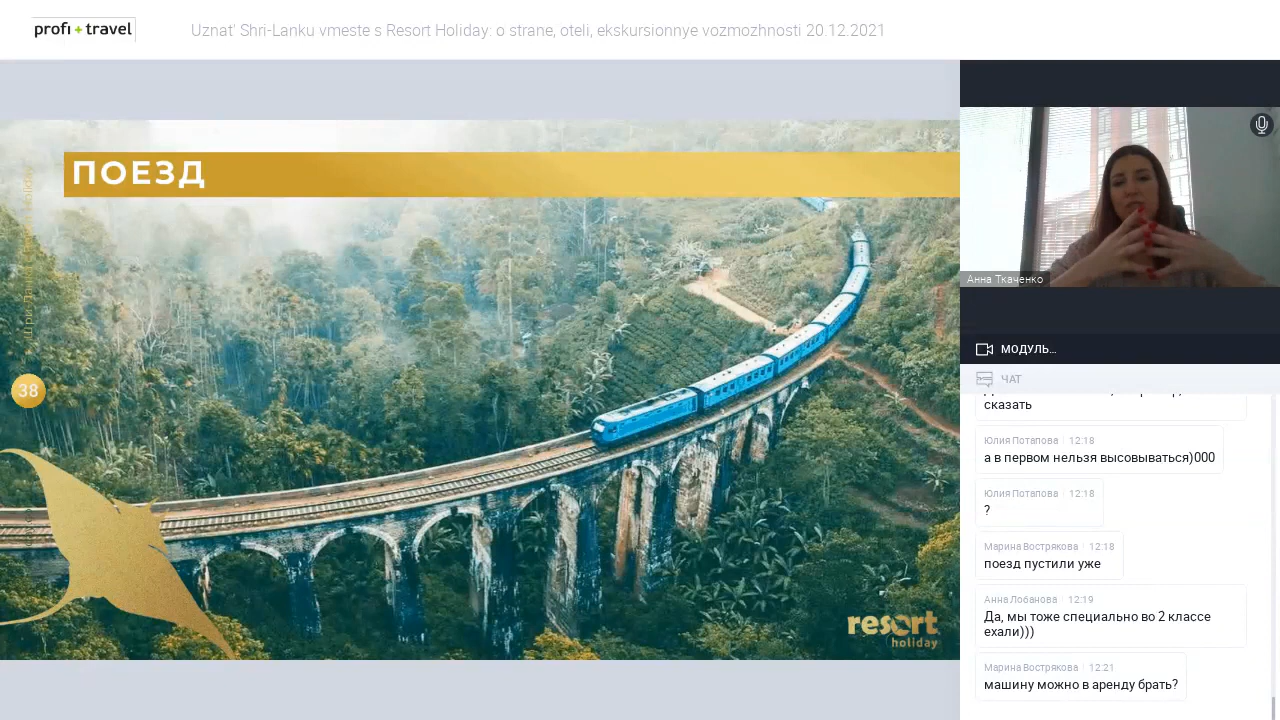 profi travel
Uznat' Shri-Lanku vmeste s Resort Holiday: o strane, oteli, ekskursionnye vozmozhnosti 20.12.2021
ПОЕЗД
38
resort
holiday
Анна Ткаченко
МОДУЛЬ...
ЧАТ
сказать
Юлия Потапова 12:18
а в первом нельзя высовываться)000
Юлия Потапова 12:18
?
Марина Вострякова 12:18
поезд пустили уже
Анна Лобанова 12:19
Да, мы тоже специально во 2 классе
ехали)))
Марина Вострякова 12:21
машину можно в аренду брать?